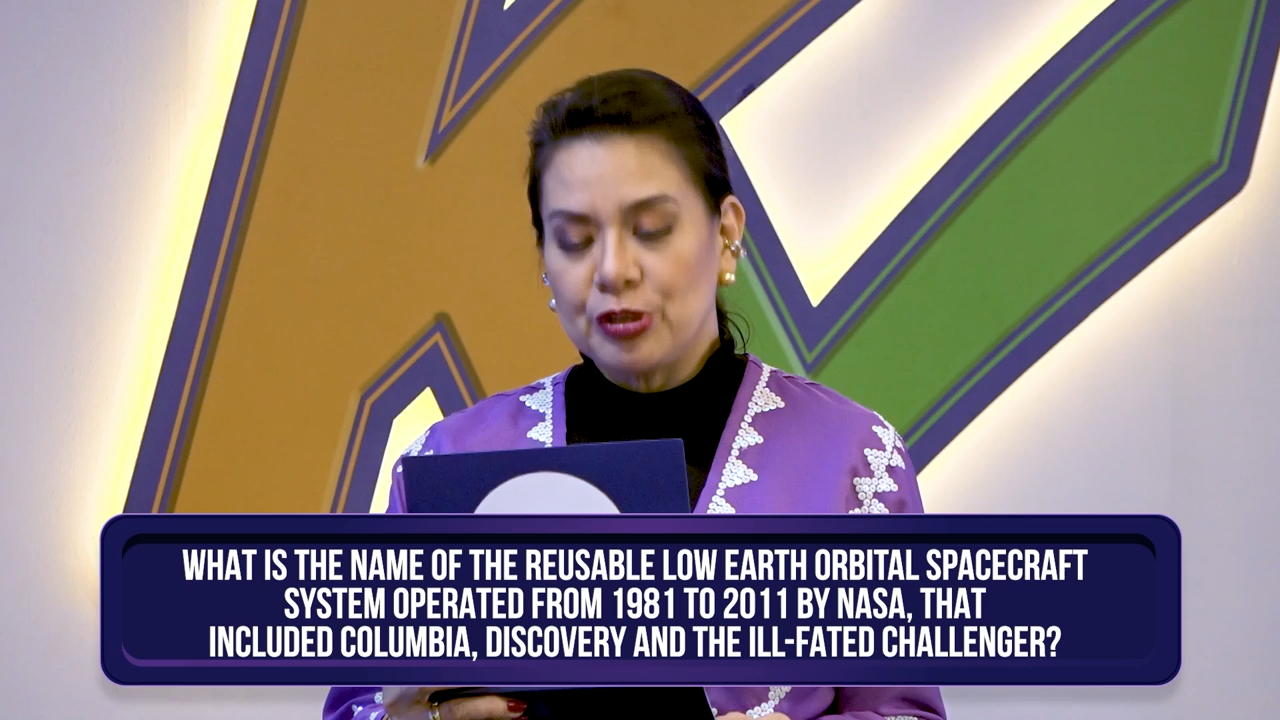 WHAT IS THE NAME OF THE REUSABLE LOW EARTH ORBITAL SPACECRAFT
SYSTEM OPERATED FROM 1981 TO 2011 BY NASA, THAT
INCLUDED COLUMBIA, DISCOVERY AND THE ILL-FATED CHALLENGER?